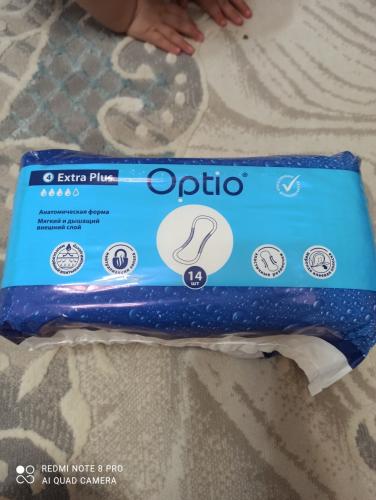 4 Extra Plus
Optio®
Анатомическая форма
Мягкий и дышащий
внешний слой
14
ШТ
REDMI NOTE 8 PRO
AI QUAD CAMERA